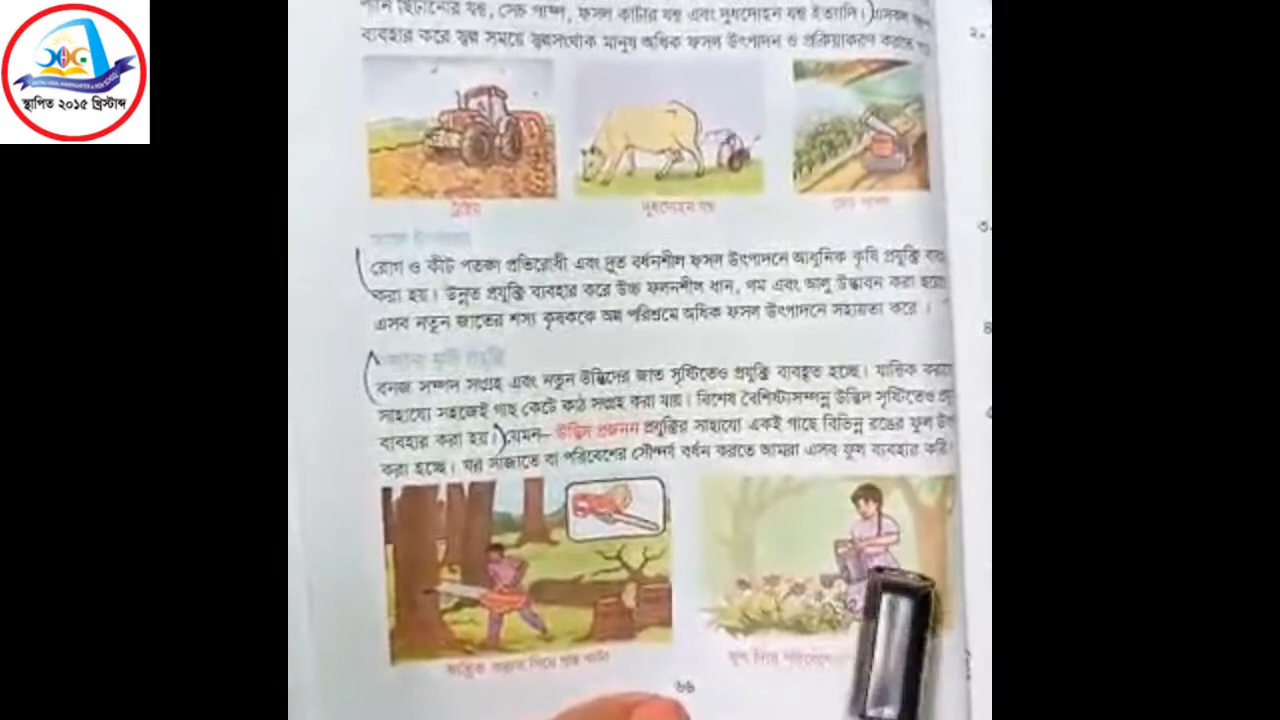 স্থাপিত ২০১৫ খ্রিস্টাব্দ
পানি ছিটানোর যন্ত্র, সেচ পাম্প, ফসল কাটার যন্ত্র এবং দুধদোহন যন্ত্র ইত্যাদি। এসকল
ব্যবহার করে স্বল্প সময়ে স্বল্পসংখ্যক মানুষ অধিক ফসল উৎপাদন ও প্রক্রিয়াকরণ করতে
২.
ট্রাক্টর
দুধদোহন যন্ত্র
সেচ পাম্প
৩.
রোগ ও কীট পতঙ্গ প্রতিরোধী এবং দ্রুত বর্ধনশীল ফসল উৎপাদনে আধুনিক কৃষি প্রযুক্তি
করা হয়। উন্নত প্রযুক্তি ব্যবহার করে উচ্চ ফলনশীল ধান, গম এবং আলু উদ্ভাবন করা
এসব নতুন জাতের শস্য কৃষককে অল্প পরিশ্রমে অধিক ফসল উৎপাদনে সহায়তা করে ।
৪
বনজ সম্পদ সংগ্রহ এবং নতুন উদ্ভিদের জাত সৃষ্টিতেও প্রযুক্তি ব্যবহৃত হচ্ছে। যান্ত্রিক
সাহায্যে সহজেই গাছ কেটে কাঠ সংগ্রহ করা যায়। বিশেষ বৈশিষ্ট্যসম্পন্ন উদ্ভিদ সৃষ্টিতেও
ব্যবহার করা হয়। যেমন– উদ্ভিদ প্রজনন প্রযুক্তির সাহায্যে একই গাছে বিভিন্ন রঙের ফুল
করা হচ্ছে। ঘর সাজাতে বা পরিবেশের সৌন্দর্য বর্ধন করতে আমরা এসব ফুল ব্যবহার করি।
যান্ত্রিক করাত দিয়ে গাছ কাটা
ফুল দিয়ে
৬৬